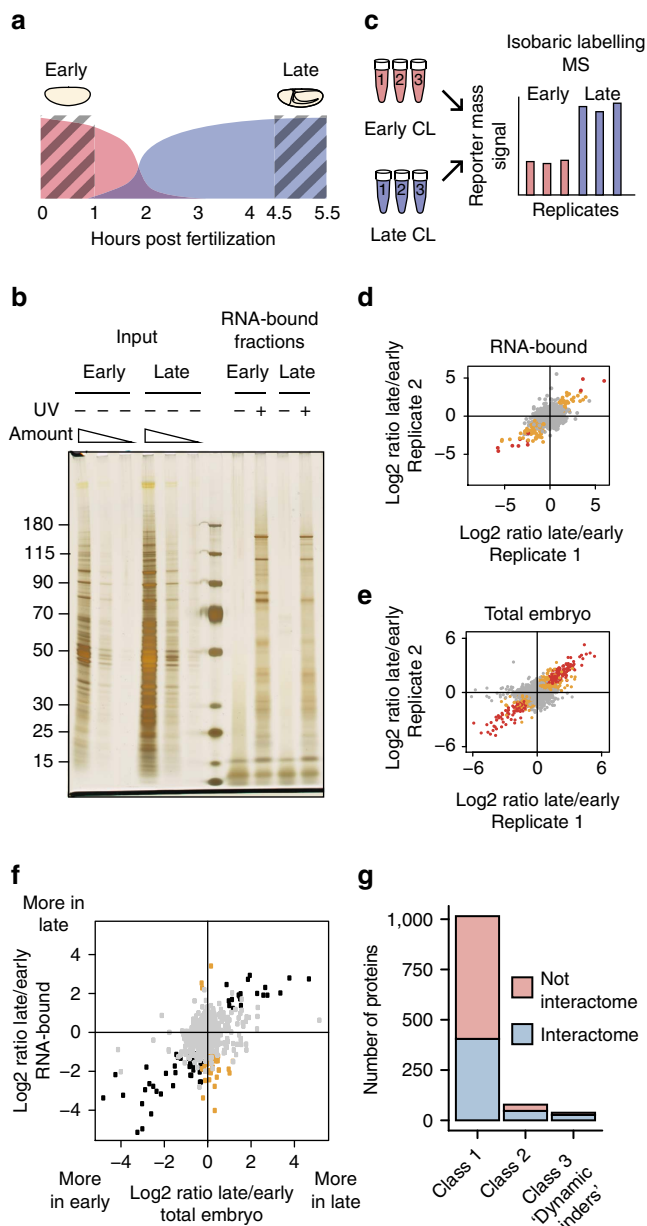 a
Early
Late
0 1 2 3 4.5 5.5
Hours post fertilization
b
Input
RNA-bound
fractions
Early Late Early Late
UV – – – – – – – + – +
Amount
180
115
90
70
50
30
25
15
c
Isobaric labelling
MS
1 2 3
Early CL
1 2 3
Late CL
Reporter mass
signal
Early Late
Replicates
d
RNA-bound
Log2 ratio late/early
Replicate 2
5
0
−5
−5 0 5
Log2 ratio late/early
Replicate 1
e
Total embryo
Log2 ratio late/early
Replicate 2
6
0
−6
−6 0 6
Log2 ratio late/early
Replicate 1
f
More in
late
Log2 ratio late/early
RNA-bound
4
2
0
−2
−4
−4 −2 0 2 4
More
in early
Log2 ratio late/early
total embryo
More
in late
g
Number of proteins
1,000
750
500
250
0
Not
interactome
Interactome
Class 1
Class 2
Class 3
'Dynamic
inders'